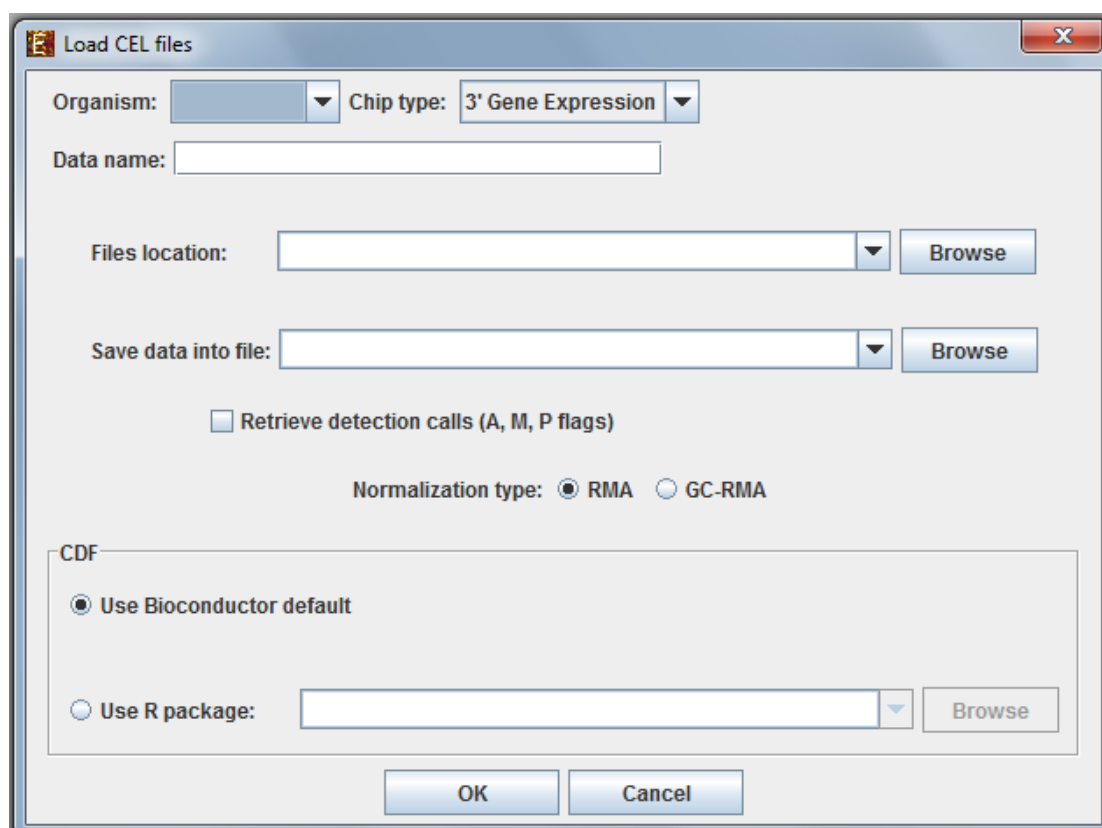 Load CEL files
Organism: Chip type: 3' Gene Expression
Data name:
Files location: Browse
Save data into file: Browse
Retrieve detection calls (A, M, P flags)
Normalization type: RMA GC-RMA
CDF
Use Bioconductor default
Use R package: Browse
OK Cancel